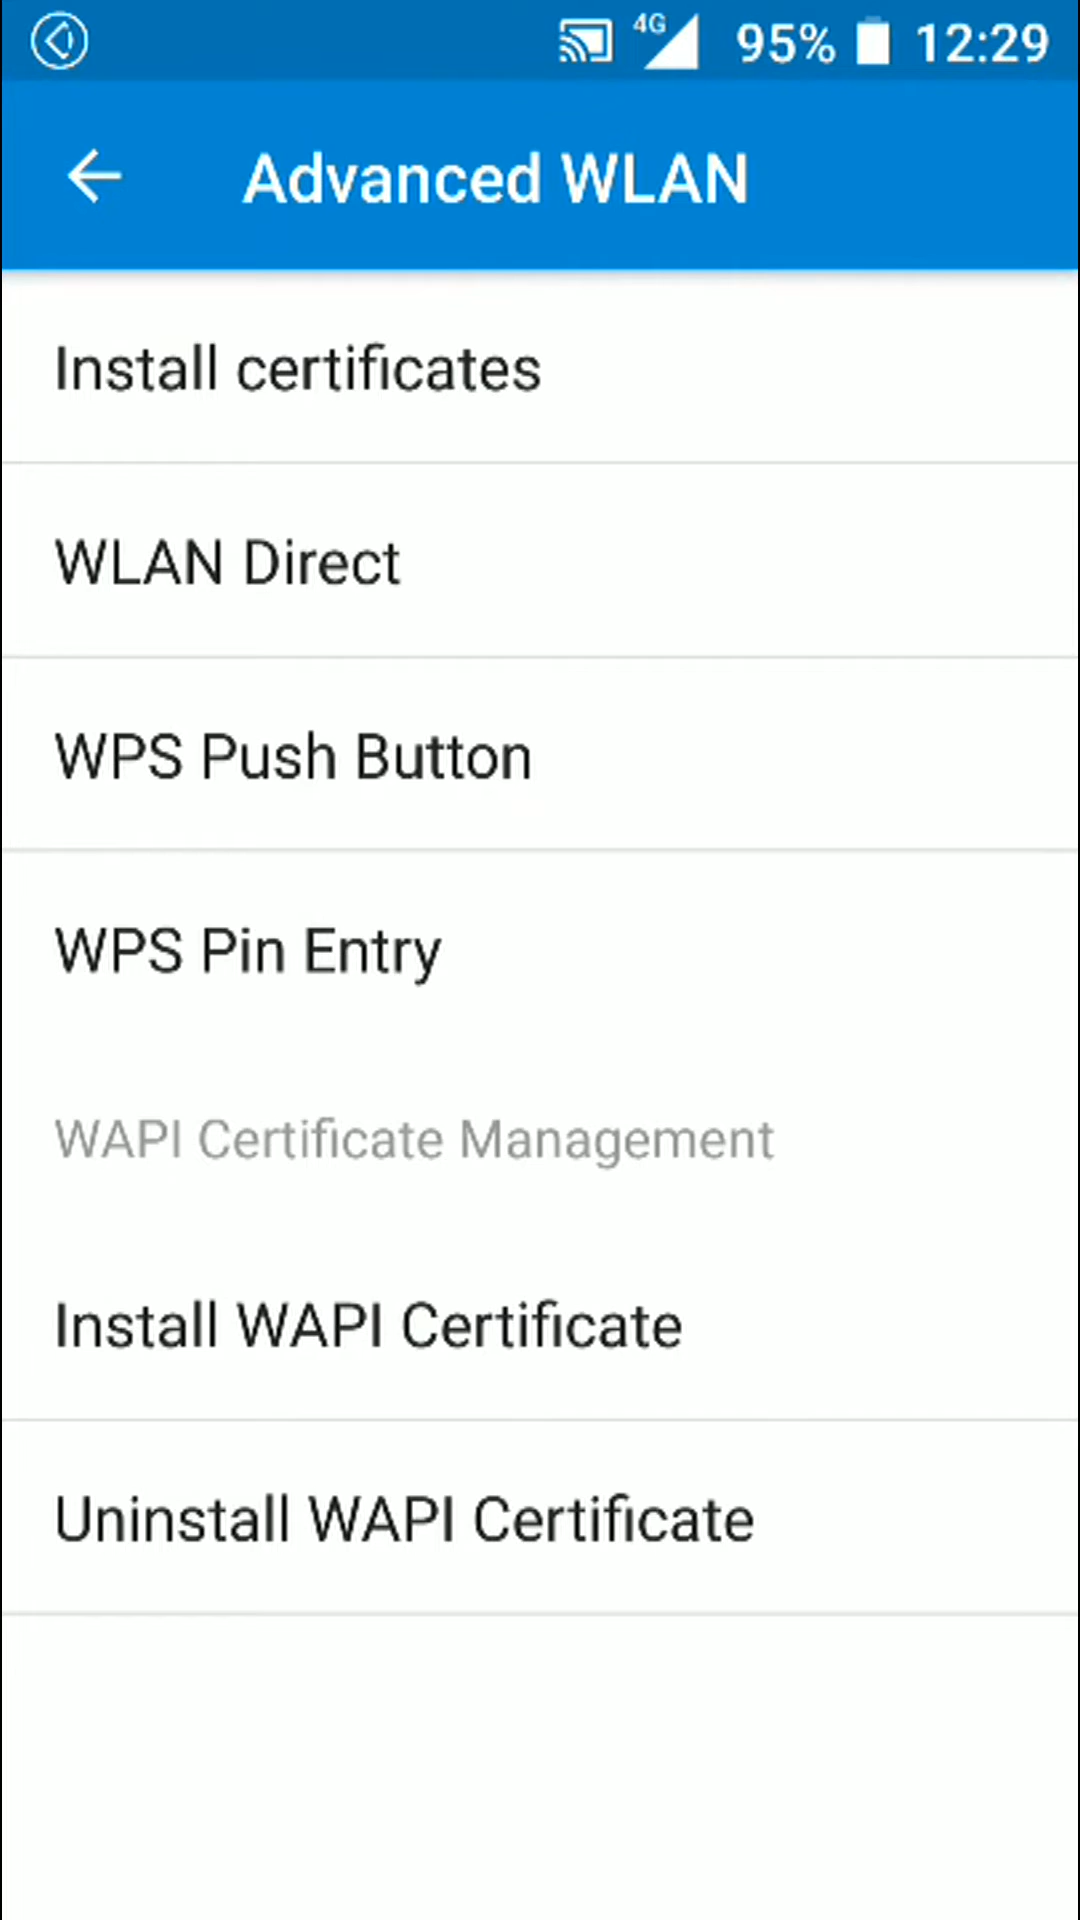 4G 95% 12:29
Advanced WLAN
Install certificates
WLAN Direct
WPS Push Button
WPS Pin Entry
WAPI Certificate Management
Install WAPI Certificate
Uninstall WAPI Certificate